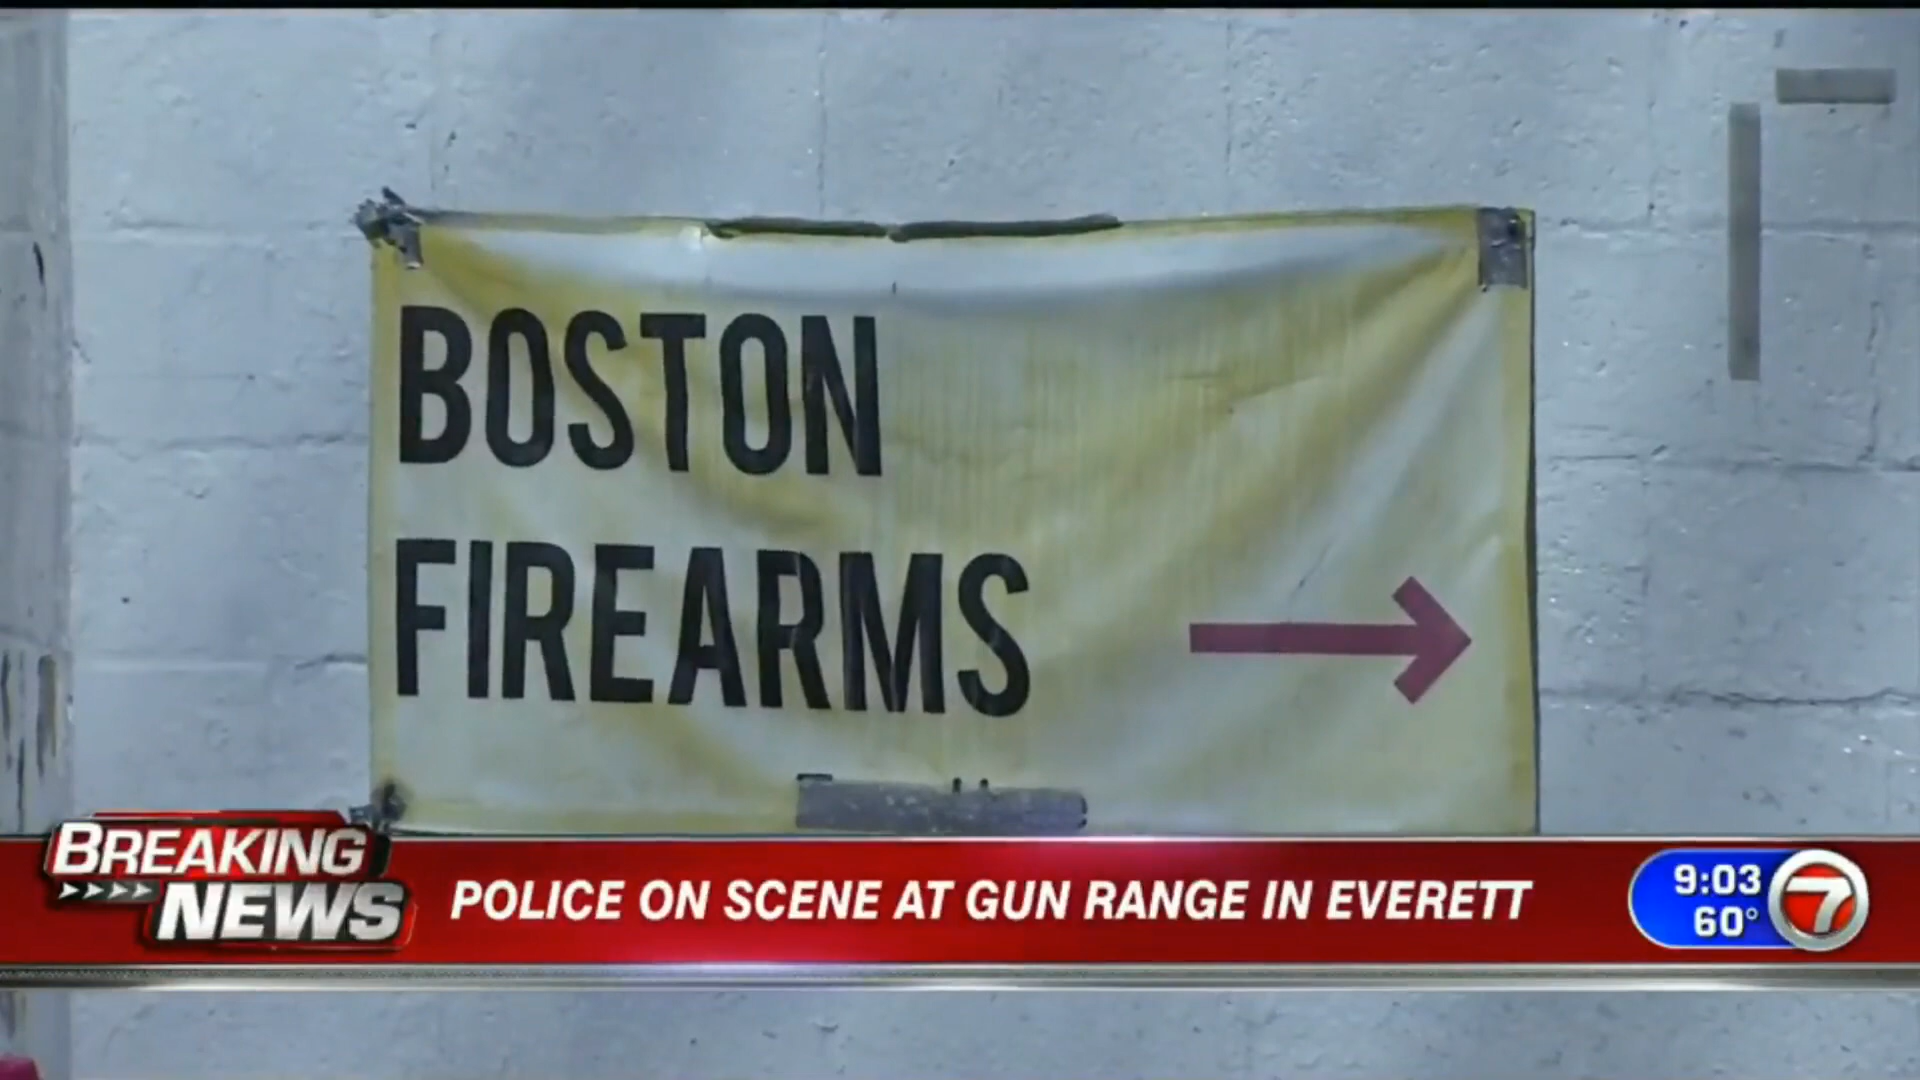 BOSTON
FIREARMS
BREAKING
NEWS
POLICE ON SCENE AT GUN RANGE IN EVERETT
9:03
60°
7